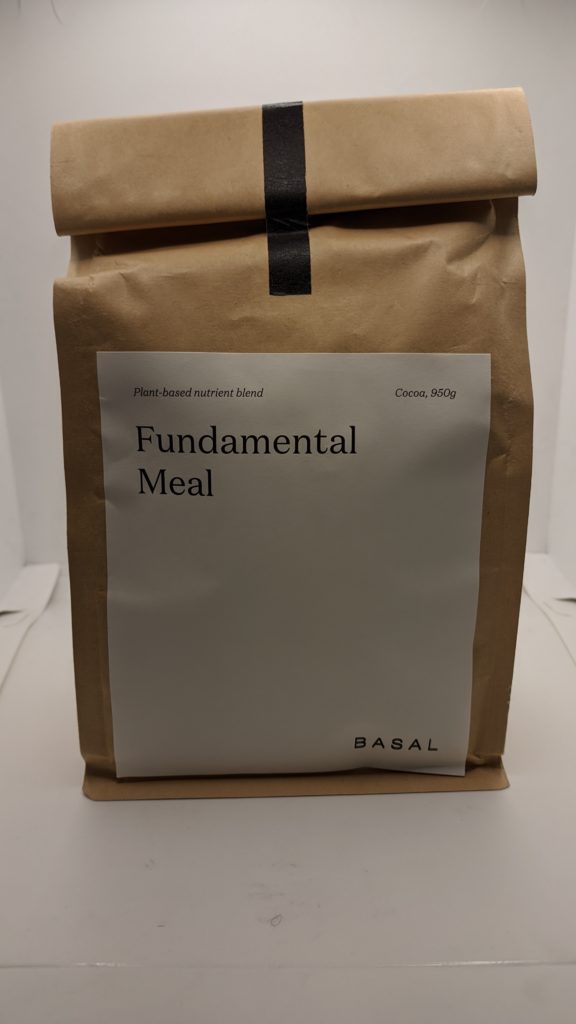 Plant-based nutrient blend
Cocoa, 950g
Fundamental
Meal
BASAL